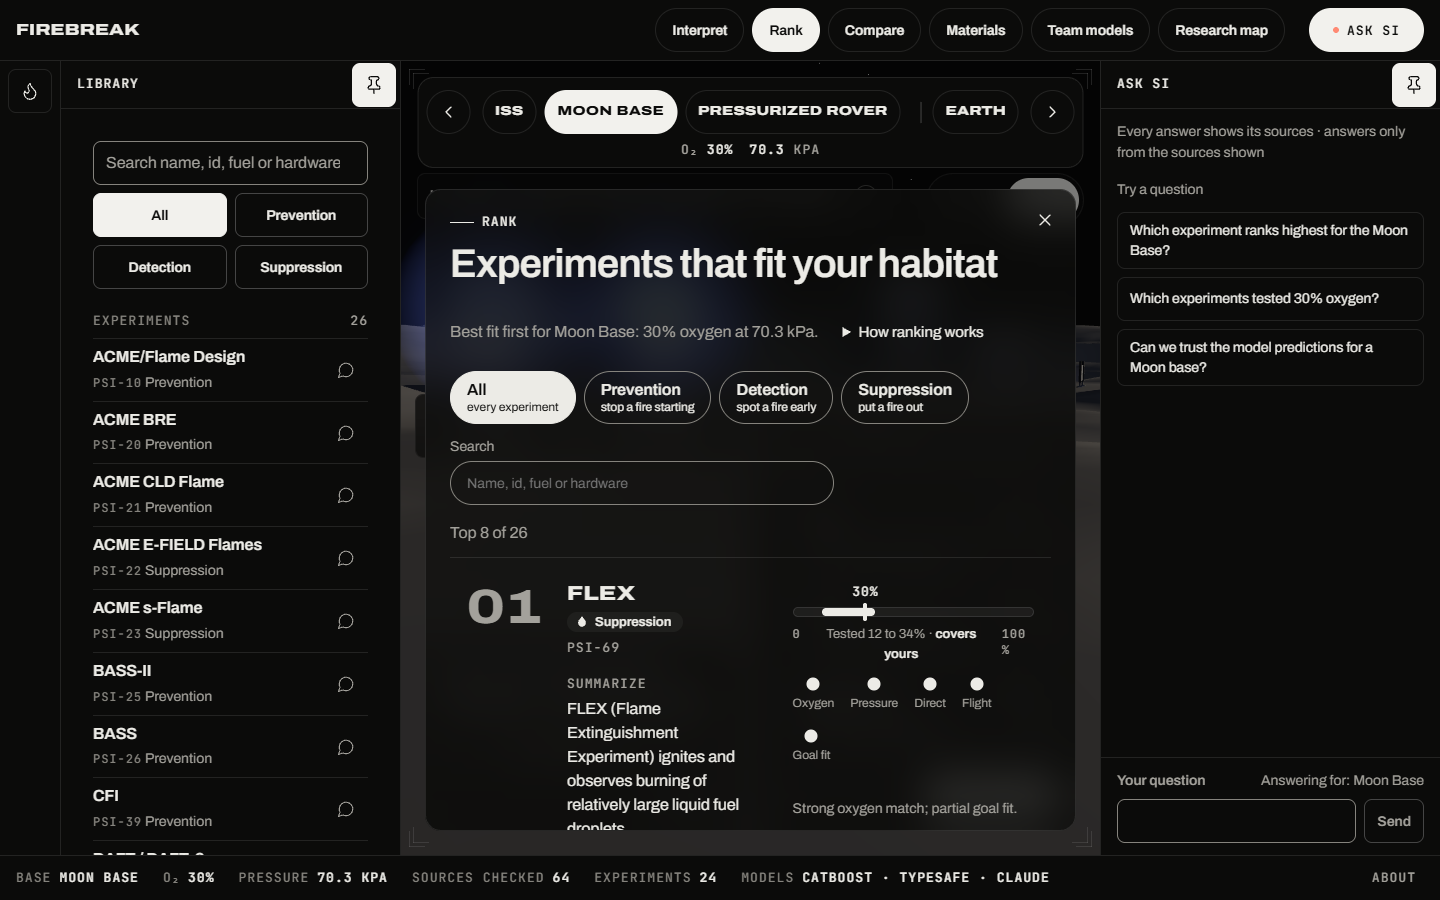 FIREBREAK
Interpret
Rank
Compare
Materials
Team models
Research map
ASK SI
LIBRARY
Search name, id, fuel or hardware
All
Prevention
Detection
Suppression
EXPERIMENTS 26
ACME/Flame Design
PSI-10 Prevention
ACME BRE
PSI-20 Prevention
ACME CLD Flame
PSI-21 Prevention
ACME E-FIELD Flames
PSI-22 Suppression
ACME s-Flame
PSI-23 Suppression
BASS-II
PSI-25 Prevention
BASS
PSI-26 Prevention
CFI
PSI-39 Prevention
ISS
MOON BASE
PRESSURIZED ROVER
EARTH
O₂ 30% 70.3 KPA
RANK
Experiments that fit your habitat
Best fit first for Moon Base: 30% oxygen at 70.3 kPa.
How ranking works
All
every experiment
Prevention
stop a fire starting
Detection
spot a fire early
Suppression
put a fire out
Search
Name, id, fuel or hardware
Top 8 of 26
01
FLEX
Suppression
PSI-69
SUMMARIZE
FLEX (Flame
Extinguishment
Experiment) ignites and
observes burning of
relatively large liquid fuel
droplets
30%
0 Tested 12 to 34% · covers 100
yours %
Oxygen Pressure Direct Flight
Goal fit
Strong oxygen match; partial goal fit.
ASK SI
Every answer shows its sources · answers only
from the sources shown
Try a question
Which experiment ranks highest for the Moon
Base?
Which experiments tested 30% oxygen?
Can we trust the model predictions for a
Moon base?
Your question
Answering for: Moon Base
Send
BASE MOON BASE O₂ 30% PRESSURE 70.3 KPA SOURCES CHECKED 64 EXPERIMENTS 24 MODELS CATBOOST · TYPESAFE · CLAUDE ABOUT